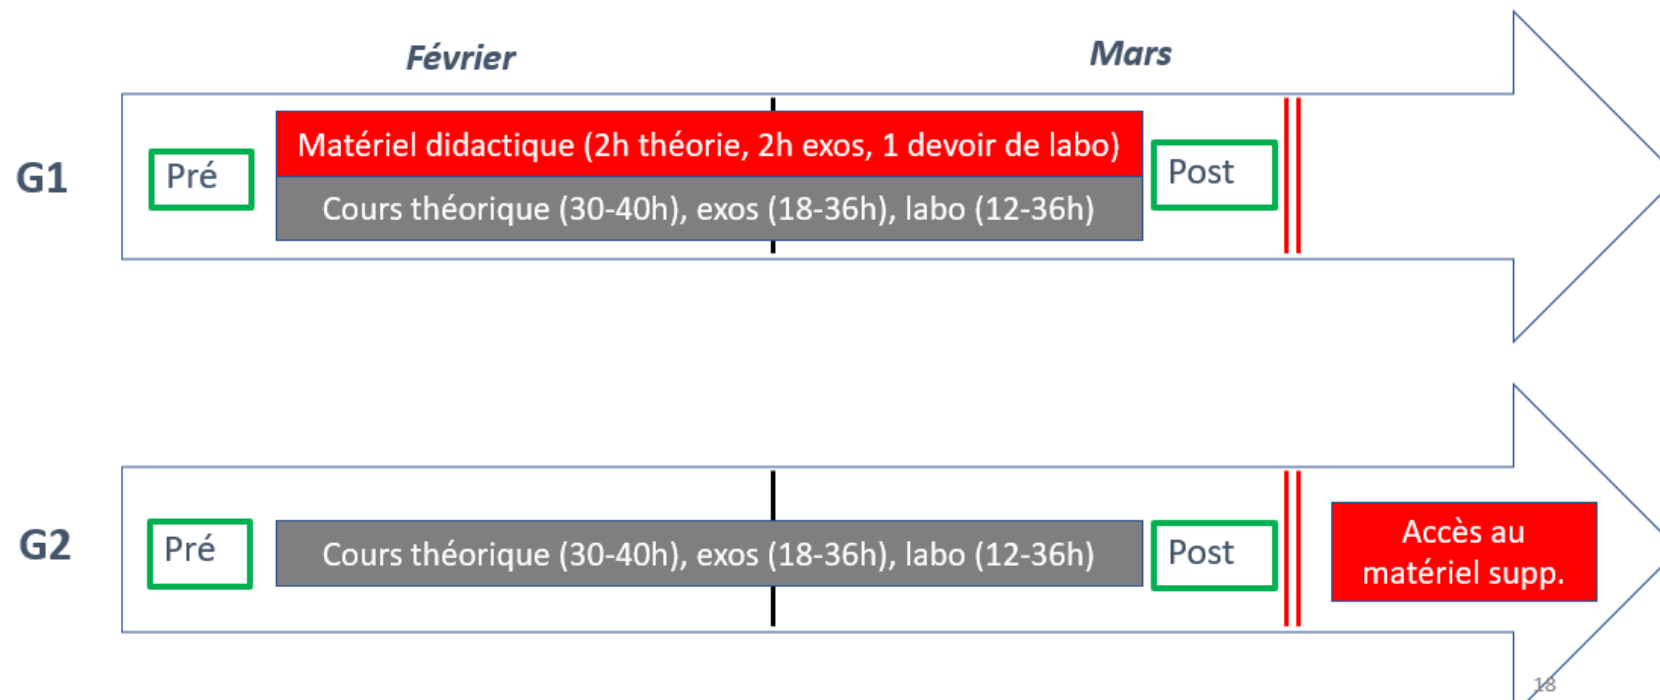 Février
Mars
G1
Pré
Matériel didactique (2h théorie, 2h exos, 1 devoir de labo)
Cours théorique (30-40h), exos (18-36h), labo (12-36h)
Post
G2
Pré
Cours théorique (30-40h), exos (18-36h), labo (12-36h)
Post
Accès au
matériel supp.
18